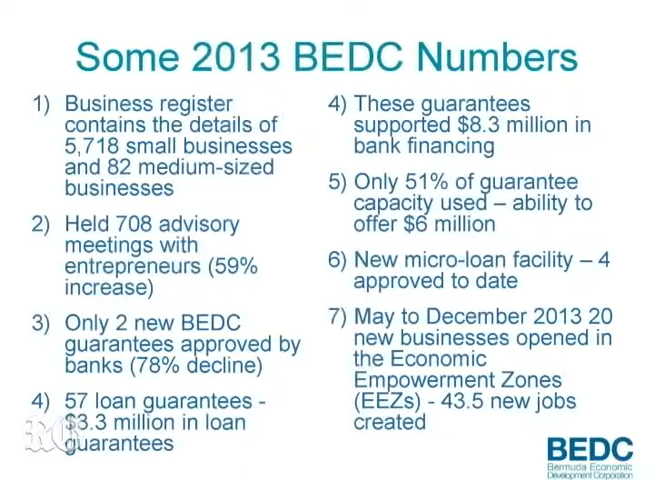 Some 2013 BEDC Numbers
1) Business register
contains the details of
5,718 small businesses
and 82 medium-sized
businesses
2) Held 708 advisory
meetings with
entrepreneurs (59%
increase)
3) Only 2 new BEDC
guarantees approved by
banks (78% decline)
4) 57 loan guarantees -
$3.3 million in loan
guarantees
4) These guarantees
supported $8.3 million in
bank financing
5) Only 51% of guarantee
capacity used – ability to
offer $6 million
6) New micro-loan facility – 4
approved to date
7) May to December 2013 20
new businesses opened in
the Economic
Empowerment Zones
(EEZs) - 43.5 new jobs
created
RG
BEDC
Bermuda Economic
Development Corporation